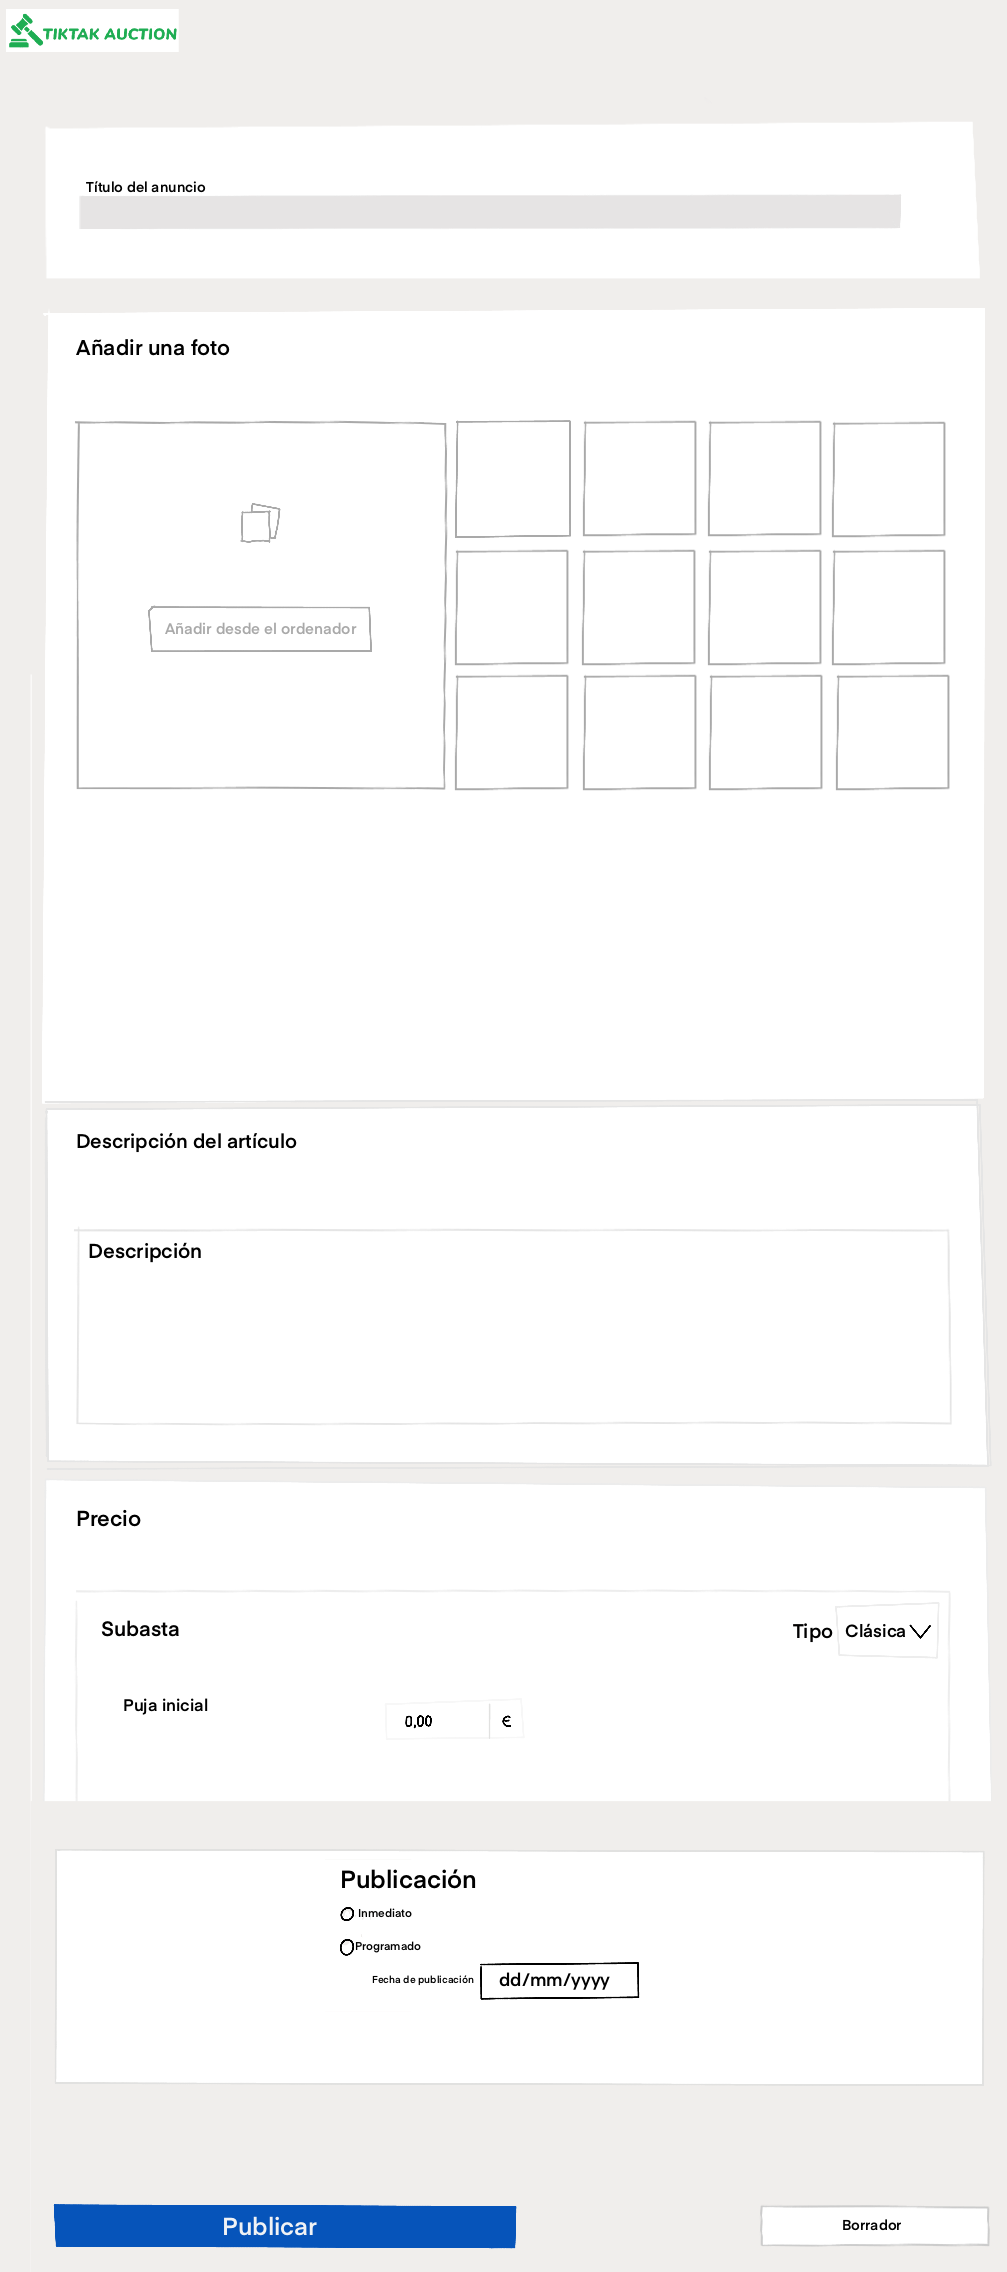 TIKTAK AUCTION
Título del anuncio
Añadir una foto
Añadir desde el ordenador
Descripción del artículo
Descripción
Precio
Subasta
Tipo Clásica
Puja inicial
0,00 €
Publicación
Inmediato
Programado
Fecha de publicación dd/mm/yyyy
Publicar
Borrador